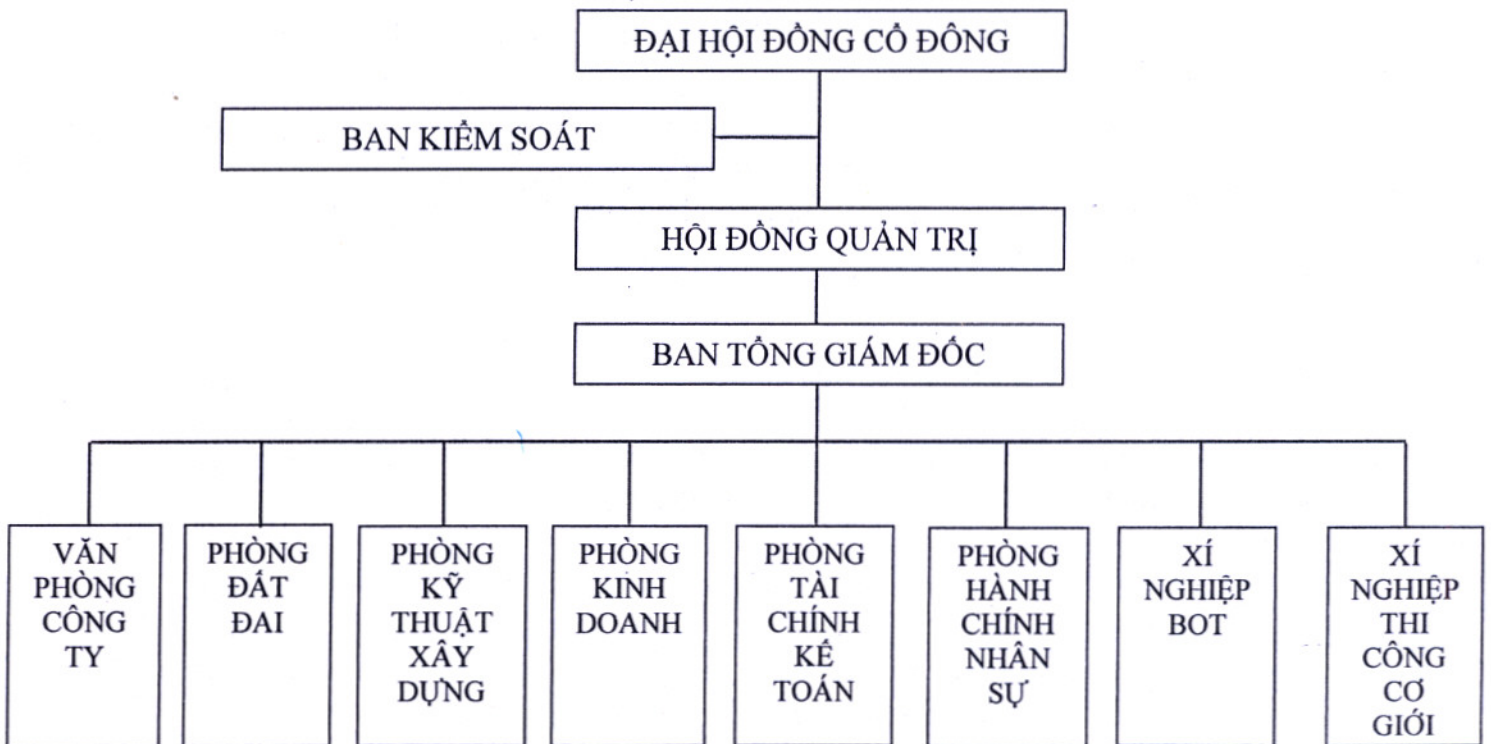 ĐẠI HỘI ĐỒNG CỔ ĐÔNG
BAN KIỂM SOÁT
HỘI ĐỒNG QUẢN TRỊ
BAN TỔNG GIÁM ĐỐC
VĂN
PHÒNG
CÔNG
TY
PHÒNG
ĐẤT
ĐAI
PHÒNG
KỸ
THUẬT
XÂY
DỰNG
PHÒNG
KINH
DOANH
PHÒNG
TÀI
CHÍNH
KẾ
TOÁN
PHÒNG
HÀNH
CHÍNH
NHÂN
SỰ
XÍ
NGHIỆP
BOT
XÍ
NGHIỆP
THI
CÔNG
CƠ
GIỚI